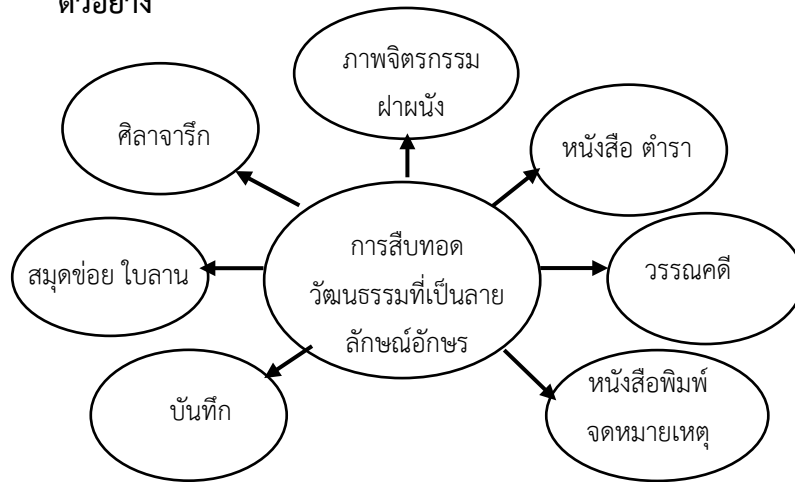 ตัวอย่าง
ภาพจิตรกรรม
ฝาผนัง
ศิลาจารึก
หนังสือ ตำรา
การสืบทอด
วัฒนธรรมที่เป็นลาย
ลักษณ์อักษร
สมุดข่อย ใบลาน
วรรณคดี
บันทึก
หนังสือพิมพ์
จดหมายเหตุ